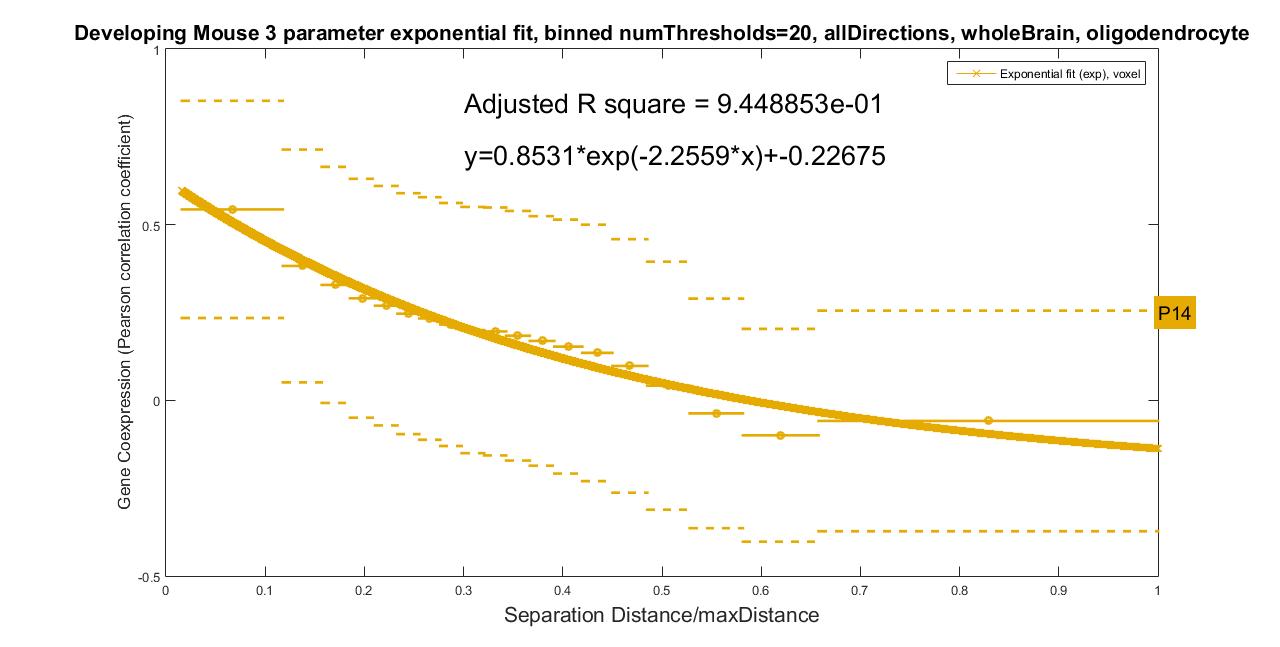 Developing Mouse 3 parameter exponential fit, binned numThresholds=20, allDirections, wholeBrain, oligodendrocyte
Exponential fit (exp), voxel
Adjusted R square = 9.448853e-01
y=0.8531*exp(-2.2559*x)+-0.22675
Gene Coexpression (Pearson correlation coefficient)
1
0.5
0
-0.5
P14
0 0.1 0.2 0.3 0.4 0.5 0.6 0.7 0.8 0.9 1
Separation Distance/maxDistance